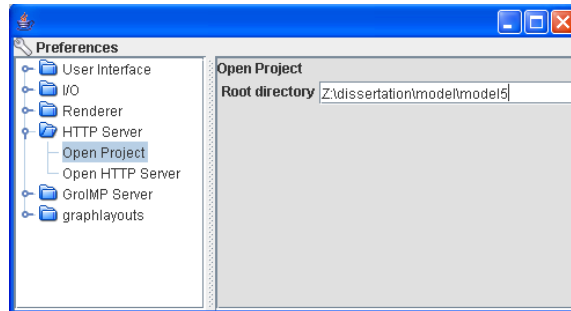 Preferences
User Interface
I/O
Renderer
HTTP Server
Open Project
Open HTTP Server
GroIMP Server
graphlayouts
Open Project
Root directory Z:\dissertation\model\model5